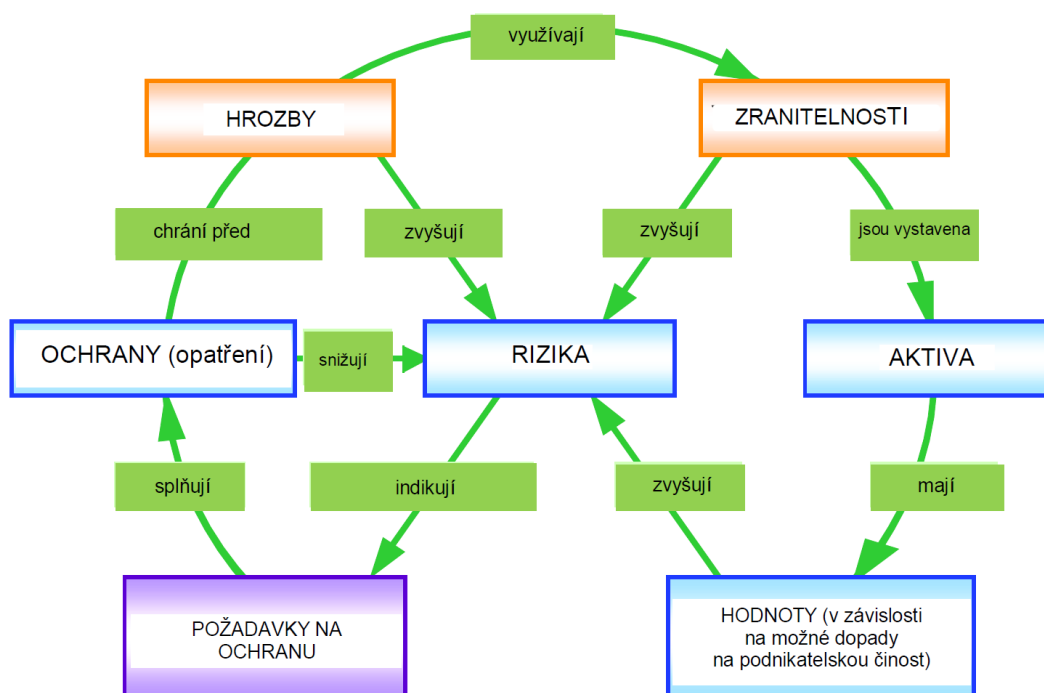 využívají
HROZBY
ZRANITELNOSTI
chrání před
zvyšují
zvyšují
jsou vystavena
OCHRANY (opatření)
snižují
RIZIKA
AKTIVA
splňují
indikují
zvyšují
mají
POŽADAVKY NA
OCHRANU
HODNOTY (v závislosti
na možné dopady
na podnikatelskou činost)